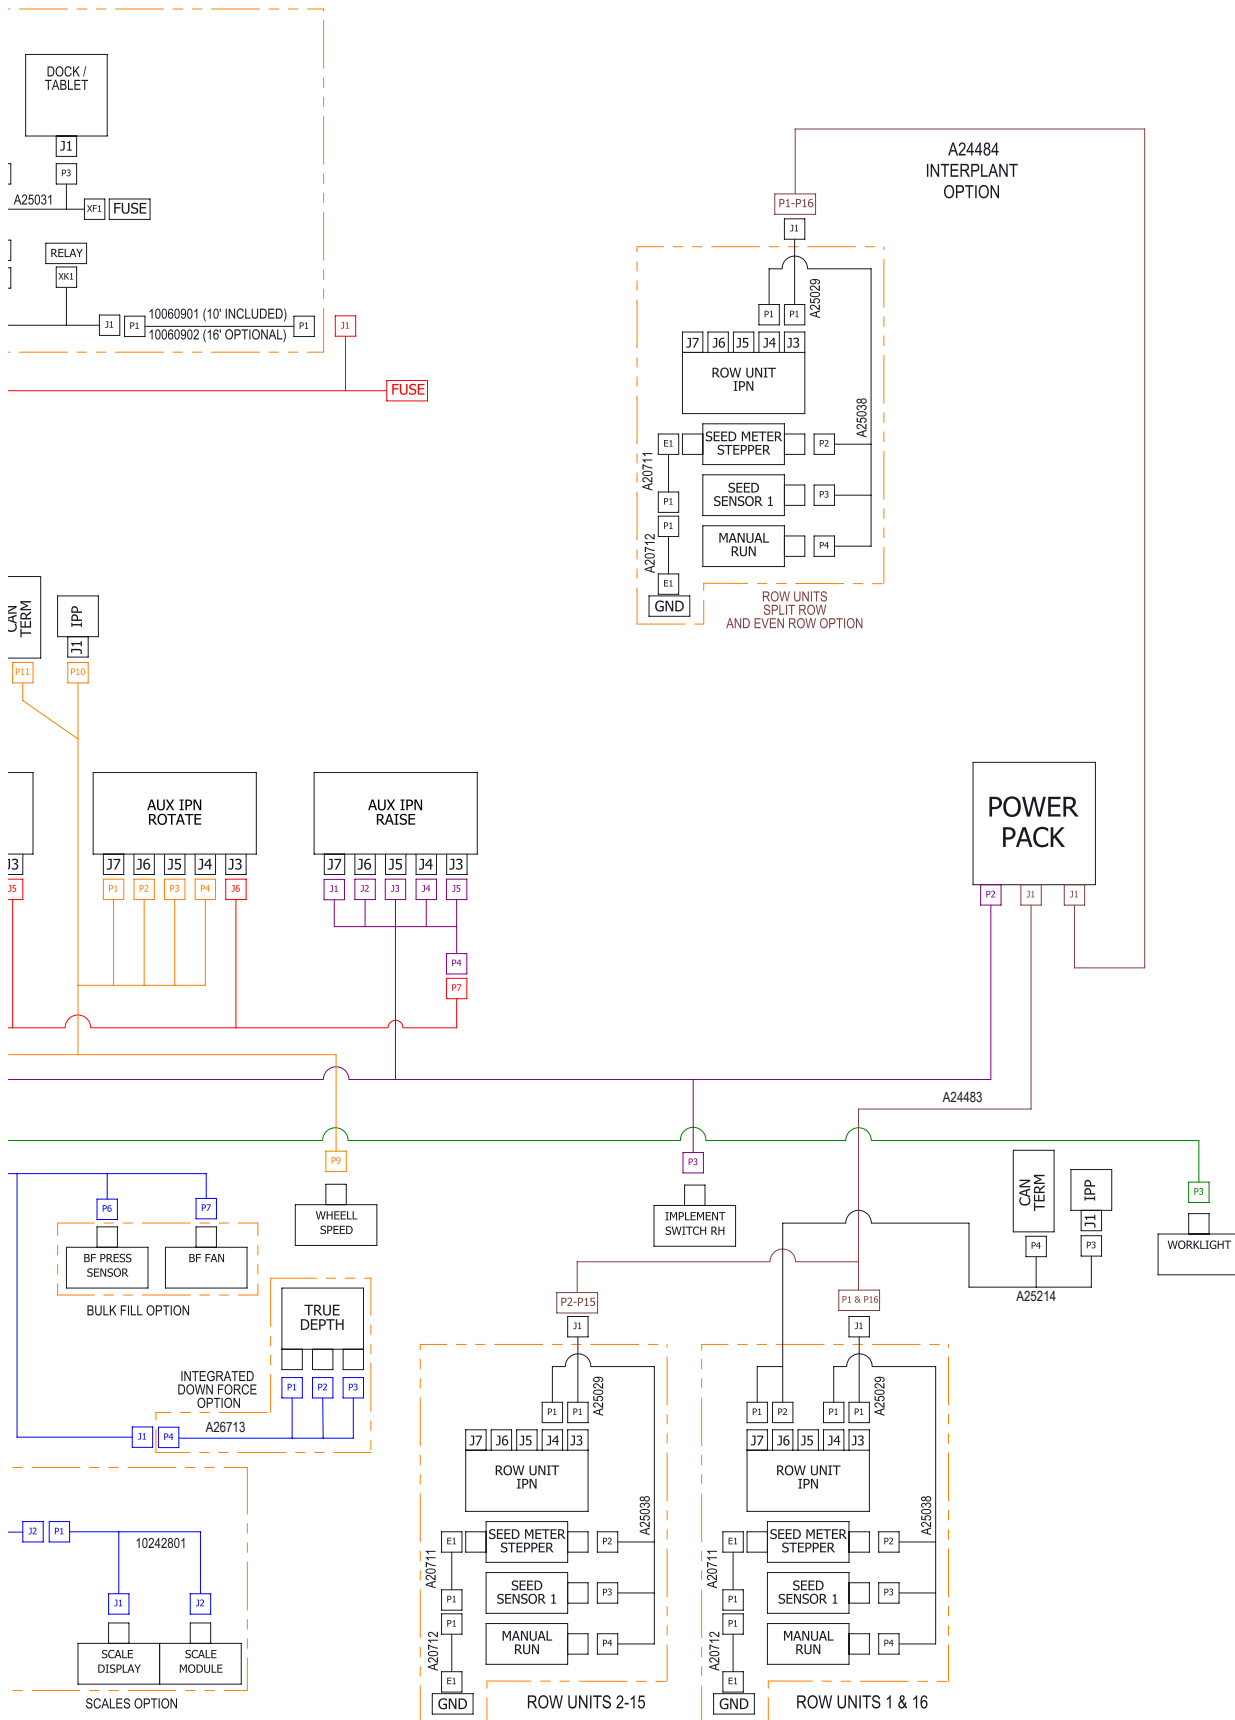 DOCK /
TABLET
J1
P3
A25031
XF1
FUSE
RELAY
XK1
J1
P1
10060901 (10' INCLUDED)
10060902 (16' OPTIONAL)
P1
J1
FUSE
A24484
INTERPLANT
OPTION
P1-P16
J1
A25029
P1
P1
J7
J6
J5
J4
J3
ROW UNIT
IPN
A25038
E1
SEED METER
STEPPER
P2
A20711
SEED
SENSOR 1
P3
P1
P1
MANUAL
RUN
P4
A20712
E1
GND
ROW UNITS
SPLIT ROW
AND EVEN ROW OPTION
CAN
TERM
IPP
J1
P11
P10
J3
J5
AUX IPN
ROTATE
J7
J6
J5
J4
J3
P1
P2
P3
P4
J6
AUX IPN
RAISE
J7
J6
J5
J4
J3
J1
J2
J3
J4
J5
P4
P7
POWER
PACK
P2
J1
J1
A24483
P9
WHEELL
SPEED
P3
IMPLEMENT
SWITCH RH
CAN
TERM
P4
IPP
J1
P3
A25214
P3
WORKLIGHT
P6
P7
BF PRESS
SENSOR
BF FAN
BULK FILL OPTION
TRUE
DEPTH
INTEGRATED
DOWN FORCE
OPTION
P1
P2
P3
J1
P4
A26713
J2
P1
10242801
J1
J2
SCALE
DISPLAY
SCALE
MODULE
SCALES OPTION
P2-P15
J1
A25029
P1
P1
J7
J6
J5
J4
J3
ROW UNIT
IPN
A25038
E1
SEED METER
STEPPER
P2
A20711
SEED
SENSOR 1
P3
P1
P1
MANUAL
RUN
P4
A20712
E1
GND
ROW UNITS 2-15
P1 & P16
J1
A25029
P1
P2
P1
P1
J7
J6
J5
J4
J3
ROW UNIT
IPN
A25038
E1
SEED METER
STEPPER
P2
A20711
SEED
SENSOR 1
P3
P1
P1
MANUAL
RUN
P4
A20712
E1
GND
ROW UNITS 1 & 16